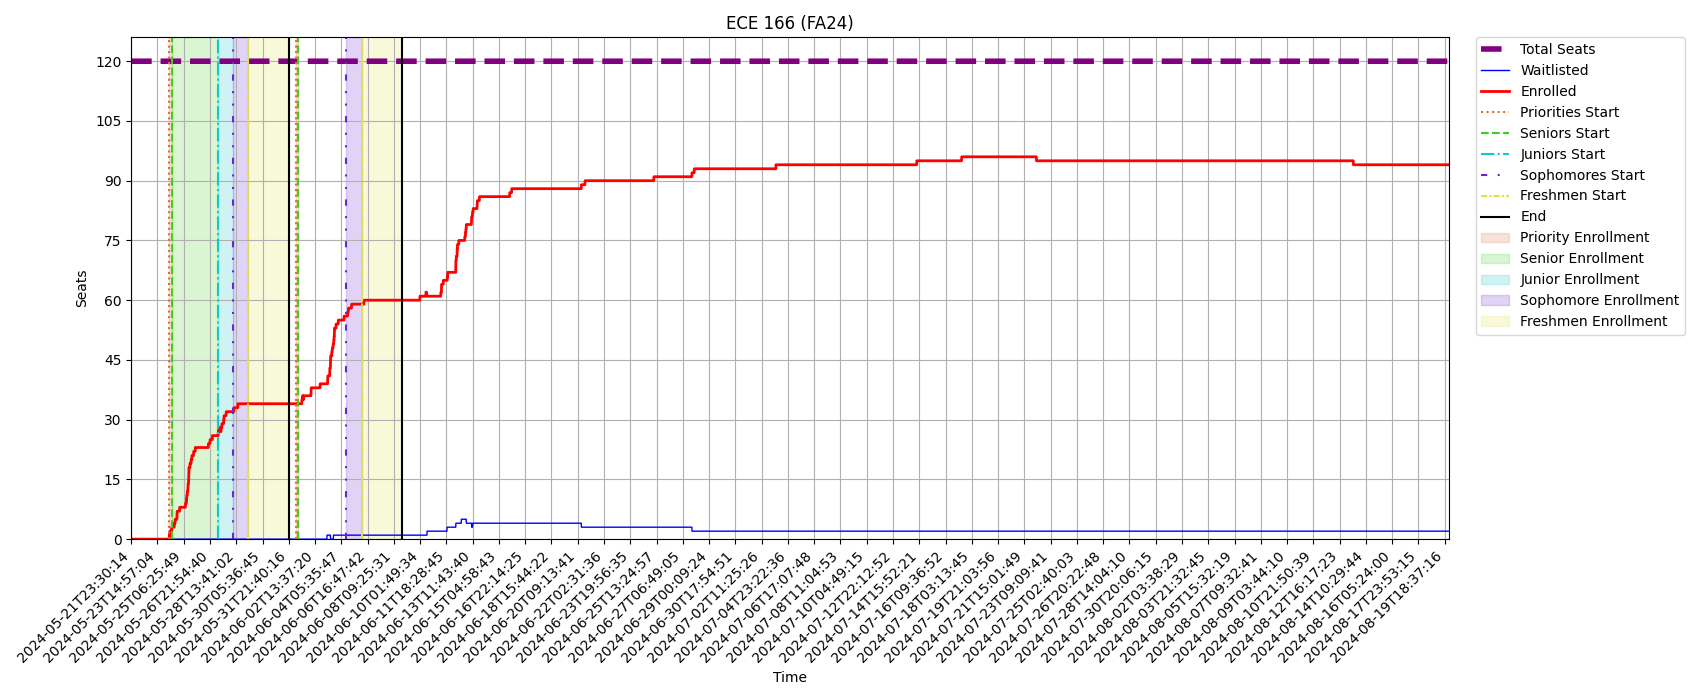 ECE 166 (FA24)
Seats
120
105
90
75
60
45
30
15
0
2024-05-21T23:30:14
2024-05-23T14:57:04
2024-05-25T06:25:49
2024-05-26T21:54:40
2024-05-28T13:41:02
2024-05-30T05:36:45
2024-05-31T21:40:16
2024-06-02T13:37:20
2024-06-04T05:35:47
2024-06-06T16:47:42
2024-06-08T09:25:31
2024-06-10T01:49:34
2024-06-11T18:28:45
2024-06-13T11:43:40
2024-06-15T04:58:43
2024-06-16T22:14:25
2024-06-18T15:44:22
2024-06-20T09:13:41
2024-06-22T02:31:36
2024-06-23T19:56:35
2024-06-25T13:24:57
2024-06-27T06:49:05
2024-06-29T00:09:24
2024-06-30T17:54:51
2024-07-02T11:25:26
2024-07-04T23:22:36
2024-07-06T17:07:48
2024-07-08T11:04:53
2024-07-10T04:49:15
2024-07-12T22:12:52
2024-07-14T15:52:21
2024-07-16T09:36:52
2024-07-18T03:13:45
2024-07-19T21:03:56
2024-07-21T15:01:49
2024-07-23T09:09:41
2024-07-25T02:40:03
2024-07-26T20:22:48
2024-07-28T14:04:10
2024-07-30T20:06:15
2024-08-02T03:38:29
2024-08-03T21:32:45
2024-08-05T15:32:19
2024-08-07T09:32:41
2024-08-09T03:44:10
2024-08-10T21:50:39
2024-08-12T16:17:23
2024-08-14T10:29:44
2024-08-16T05:24:00
2024-08-17T23:53:15
2024-08-19T18:37:16
Time
Total Seats
Waitlisted
Enrolled
Priorities Start
Seniors Start
Juniors Start
Sophomores Start
Freshmen Start
End
Priority Enrollment
Senior Enrollment
Junior Enrollment
Sophomore Enrollment
Freshmen Enrollment